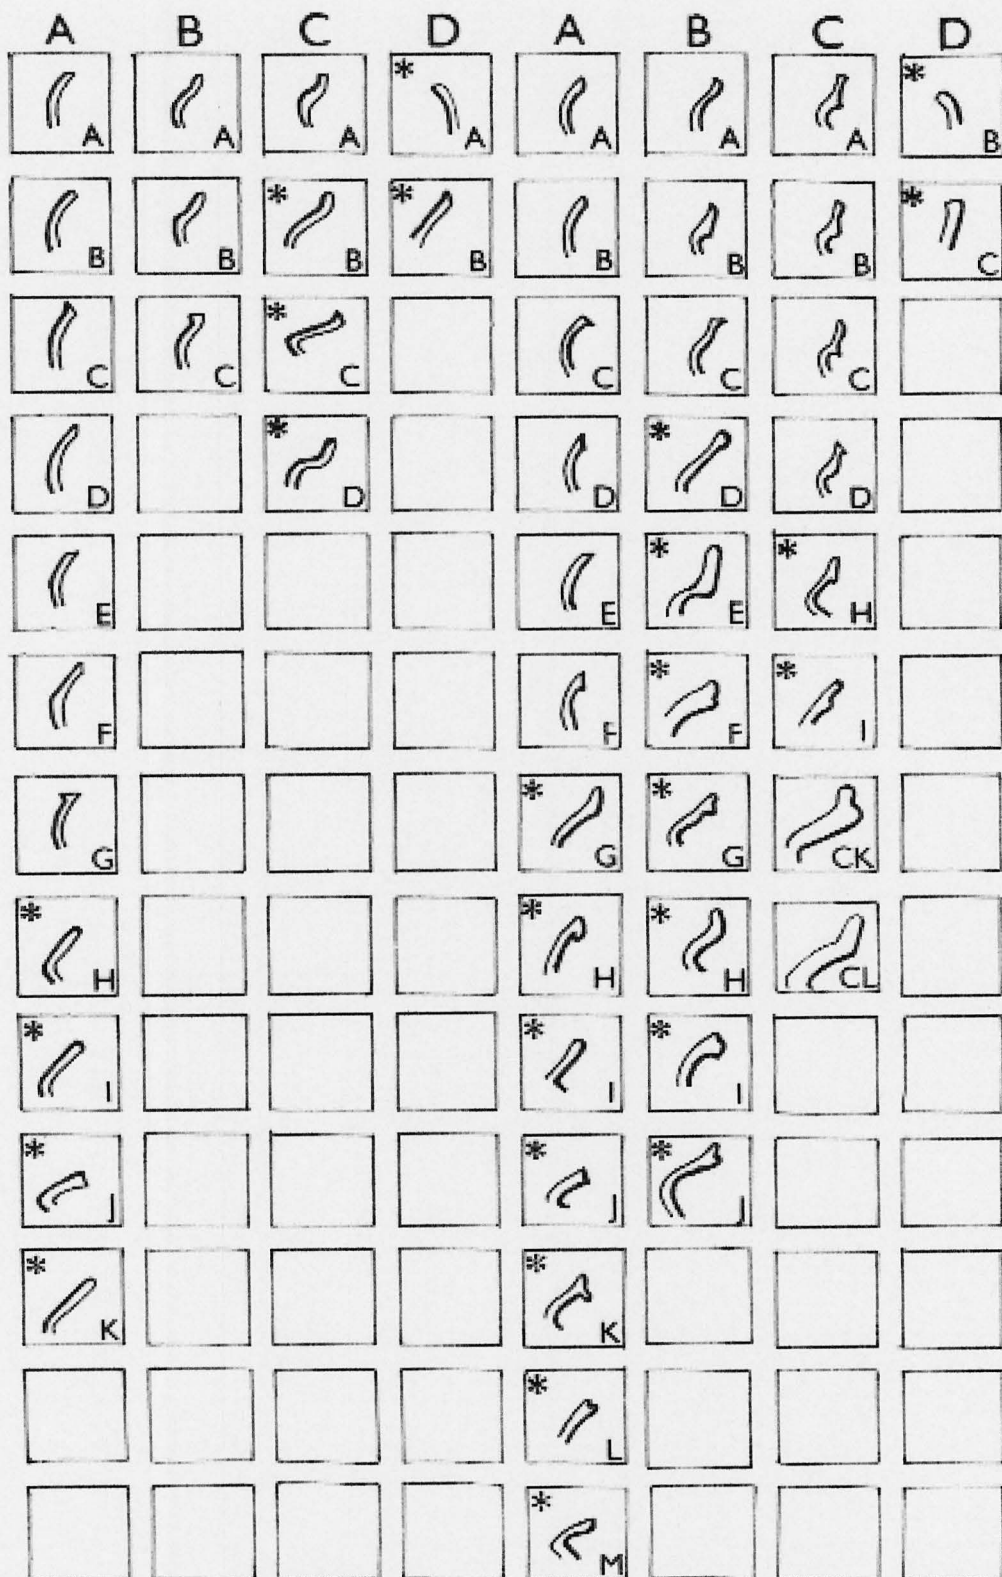 A B C D A B C D
A A A * A A A A * B
B B * B * B B B B * C
C C * C C C C
D * D D * D D
E E * E * H
F F * F * I
G * G * G CK
* H * H * H CL
* I * I * I
* J * J * J
* K * K
* L
* M